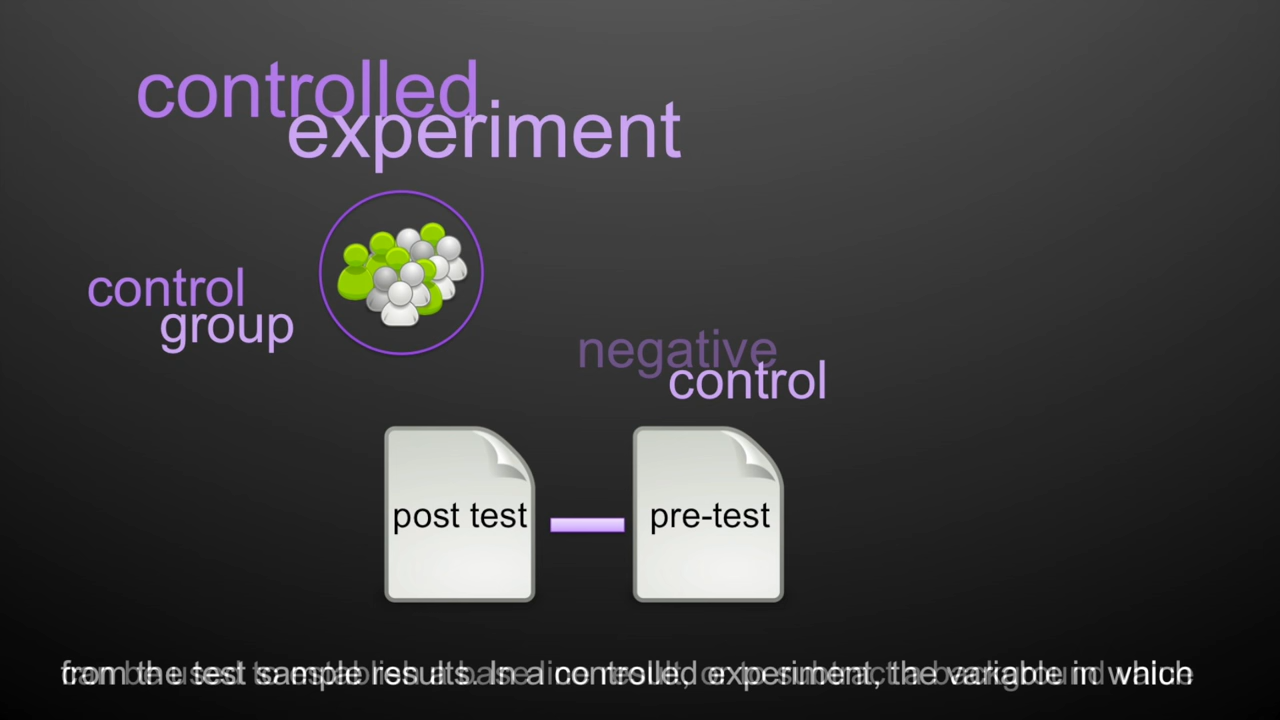 controlled
experiment
control
group
negative
control
post test
pre-test
from the test sample results. In a controlled experiment, the variable in which